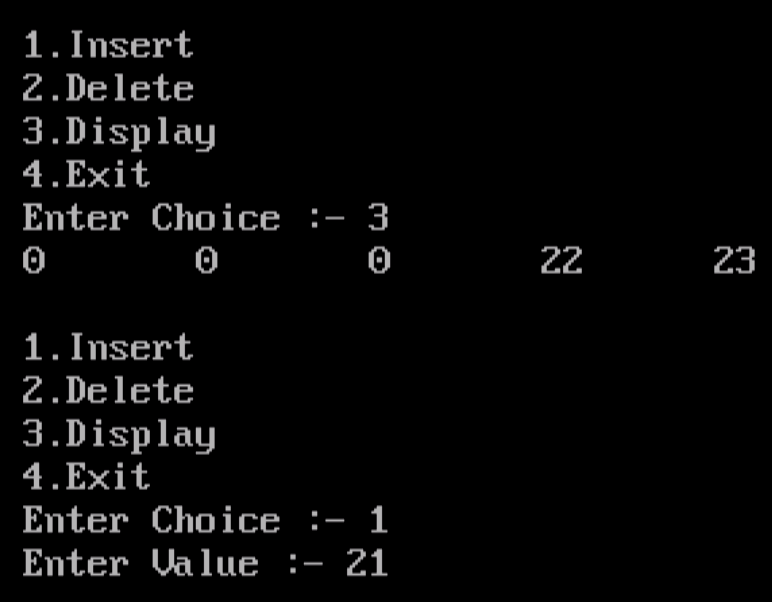 1.Insert
2.Delete
3.Display
4.Exit
Enter Choice :- 3
0 0 0 22 23
1.Insert
2.Delete
3.Display
4.Exit
Enter Choice :- 1
Enter Value :- 21